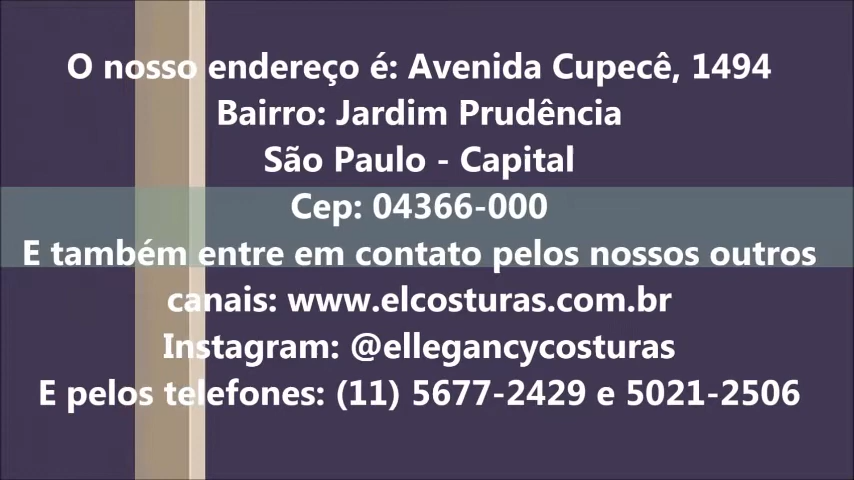 O nosso endereço é: Avenida Cupecê, 1494
Bairro: Jardim Prudência
São Paulo - Capital
Cep: 04366-000
E também entre em contato pelos nossos outros
canais: www.elcosturas.com.br
Instagram: @ellegancycosturas
E pelos telefones: (11) 5677-2429 e 5021-2506